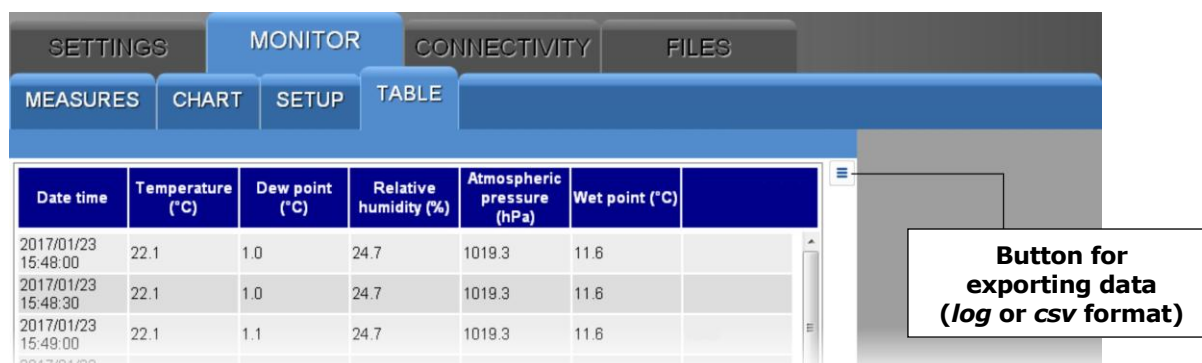 SETTINGS MONITOR CONNECTIVITY FILES
MEASURES CHART SETUP TABLE
Date time Temperature (°C) Dew point (°C) Relative humidity (%) Atmospheric pressure (hPa) Wet point (°C)
2017/01/23 15:48:00 22.1 1.0 24.7 1019.3 11.6
2017/01/23 15:48:30 22.1 1.0 24.7 1019.3 11.6
2017/01/23 15:49:00 22.1 1.1 24.7 1019.3 11.6
Button for
exporting data
(log or csv format)